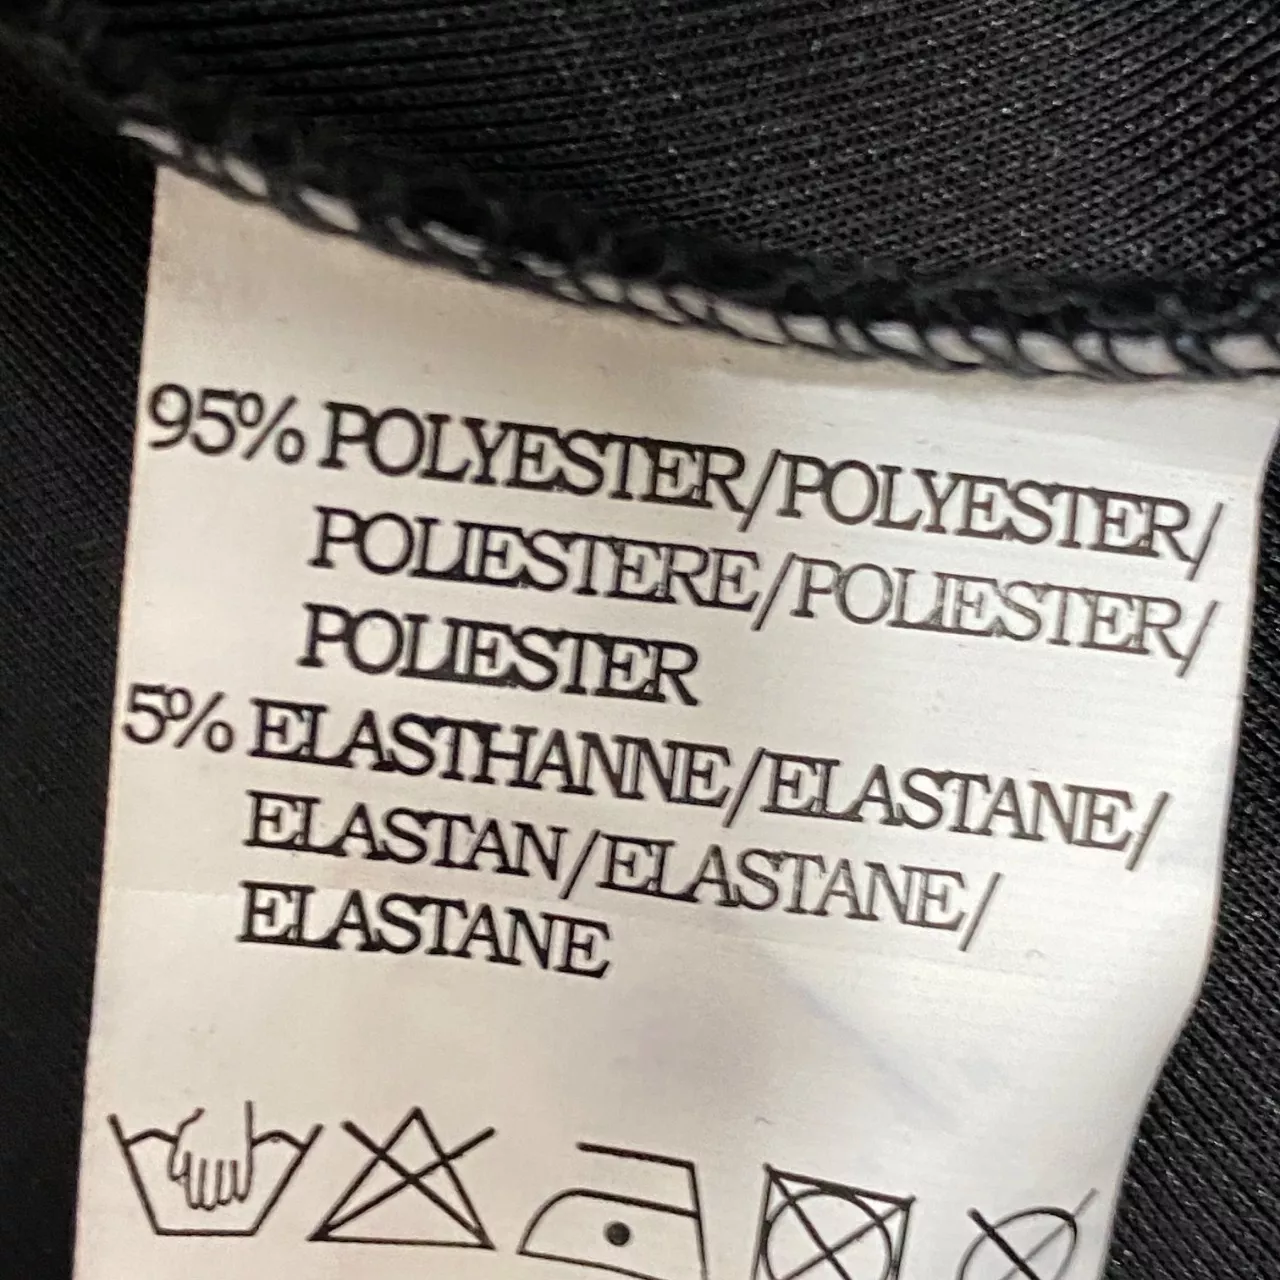 95% POLYESTER/POLYESTER/
POLIESTERE/POLIESTER/
POLIESTER
5% ELASTHANNE/ELASTANE/
ELASTAN/ELASTANE/
ELASTANE